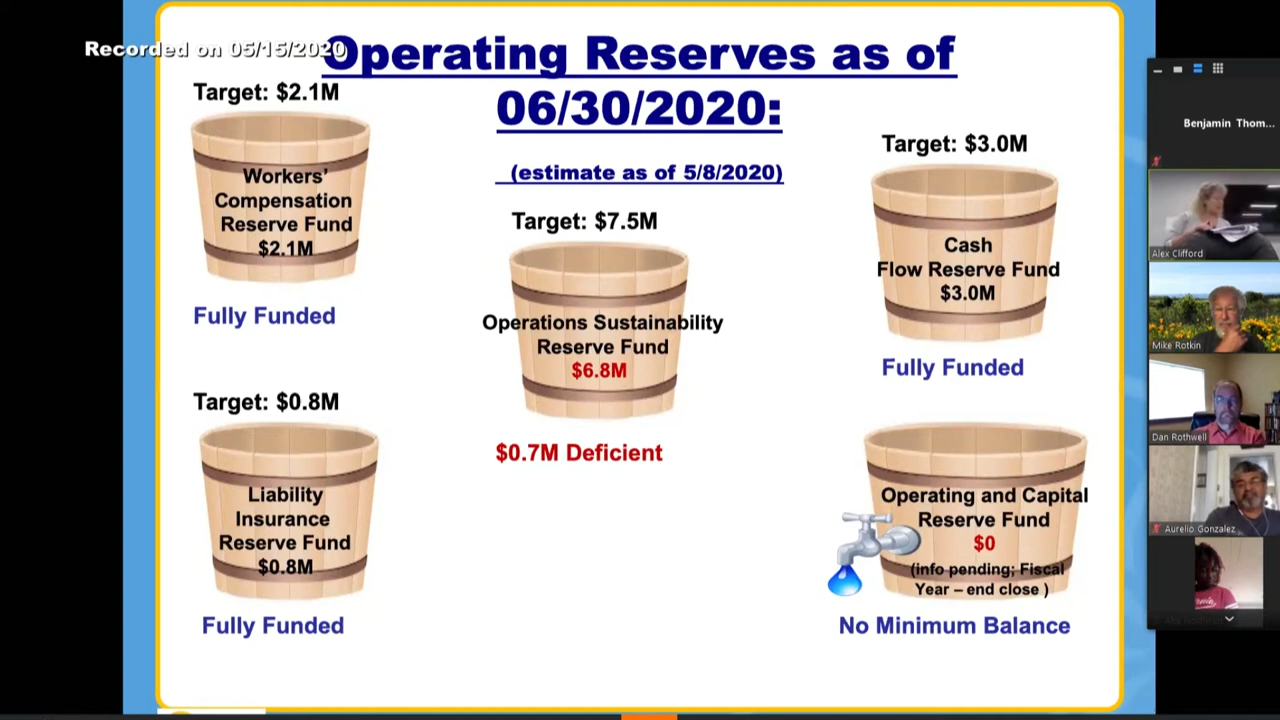 Recorded on 05/15/2020
Operating Reserves as of
06/30/2020:
(estimate as of 5/8/2020)
Target: $2.1M
Workers’
Compensation
Reserve Fund
$2.1M
Fully Funded
Target: $0.8M
Liability
Insurance
Reserve Fund
$0.8M
Fully Funded
Target: $7.5M
Operations Sustainability
Reserve Fund
$6.8M
$0.7M Deficient
Target: $3.0M
Cash
Flow Reserve Fund
$3.0M
Fully Funded
Operating and Capital
Reserve Fund
$0
(info pending; Fiscal
Year – end close )
No Minimum Balance
Benjamin Thom...
Alex Clifford
Mike Rotkin
Dan Rothwell
Aurelio Gonzalez